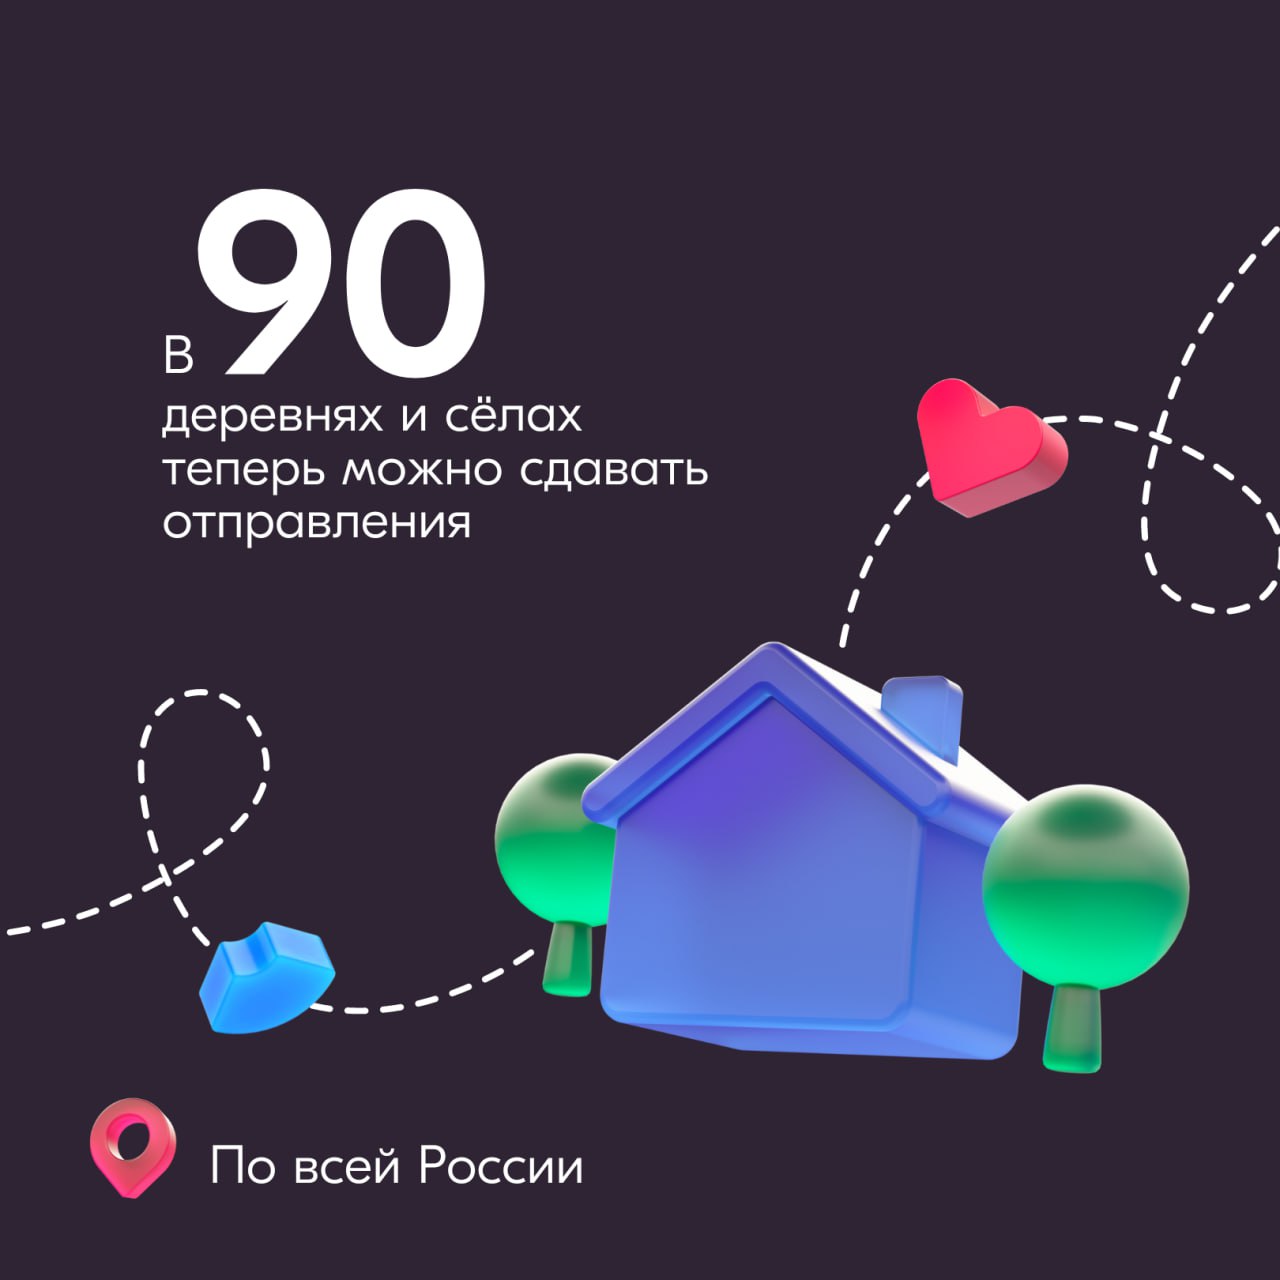 В 90
деревнях и сёлах
теперь можно сдавать
отправления
По всей России